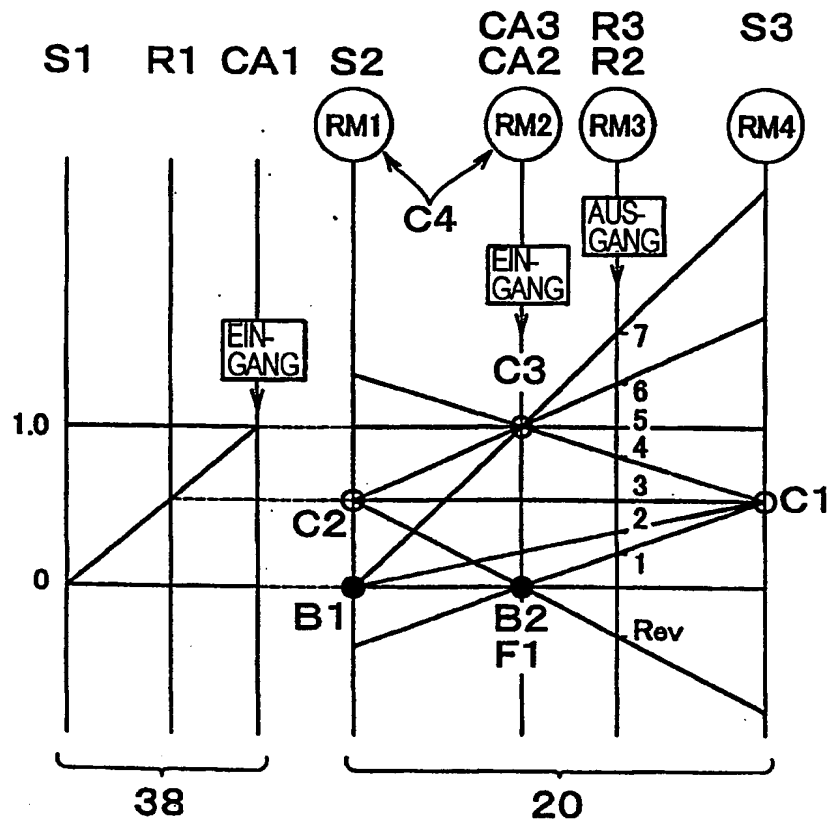 CA3 R3 S3
S1 R1 CA1 S2 CA2 R2
RM1 RM2 RM3 RM4
C4
AUS-
GANG
EIN-
GANG
EIN-
GANG
7
C3
6
1.0
5
4
3
C1
C2
2
0
1
B1
B2
Rev
F1
38
20